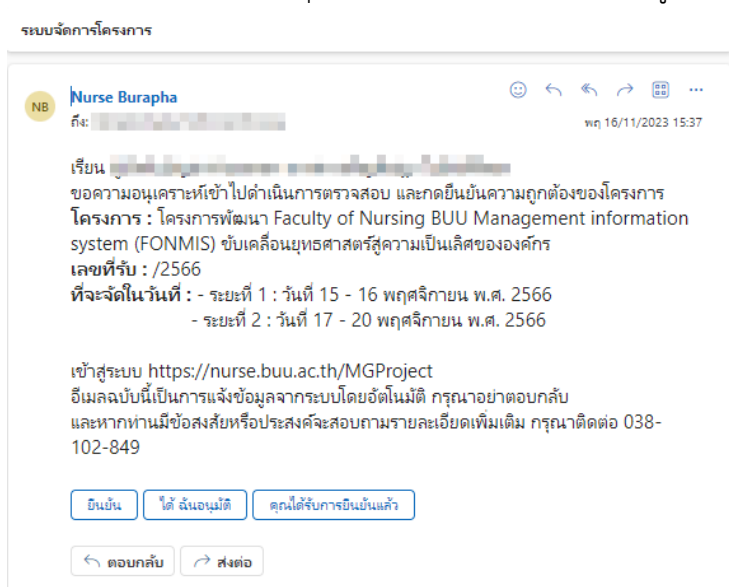 ระบบจัดการโครงการ
NB
Nurse Burapha
ถึง:
พฤ 16/11/2023 15:37
เรียน
ขอความอนุเคราะห์เข้าไปดำเนินการตรวจสอบ และกดยืนยันความถูกต้องของโครงการ
โครงการ : โครงการพัฒนา Faculty of Nursing BUU Management information
system (FONMIS) ขับเคลื่อนยุทธศาสตร์สู่ความเป็นเลิศขององค์กร
เลขที่รับ : /2566
ที่จะจัดในวันที่ : - ระยะที่ 1 : วันที่ 15 - 16 พฤศจิกายน พ.ศ. 2566
- ระยะที่ 2 : วันที่ 17 - 20 พฤศจิกายน พ.ศ. 2566
เข้าสู่ระบบ https://nurse.buu.ac.th/MGProject
อีเมลฉบับนี้เป็นการแจ้งข้อมูลจากระบบโดยอัตโนมัติ กรุณาอย่าตอบกลับ
และหากท่านมีข้อสงสัยหรือประสงค์จะสอบถามรายละเอียดเพิ่มเติม กรุณาติดต่อ 038-
102-849
ยืนยัน ได้ ฉันอนุมัติ คุณได้รับการยืนยันแล้ว
ตอบกลับ ส่งต่อ